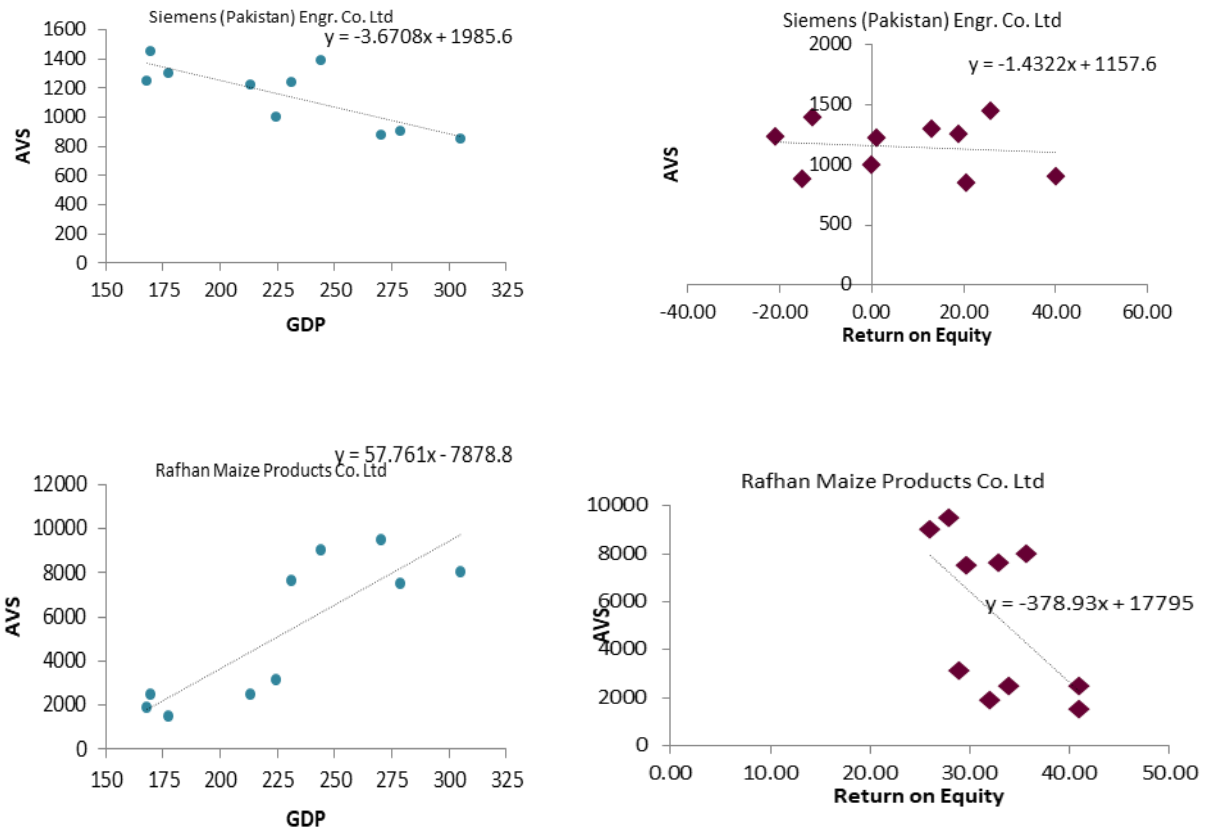 Siemens (Pakistan) Engr. Co. Ltd
y = -3.6708x + 1985.6
1600
1400
1200
1000
800
600
400
200
0
AVS
150 175 200 225 250 275 300 325
GDP
Siemens (Pakistan) Engr. Co. Ltd
y = -1.4322x + 1157.6
2000
1500
1000
500
0
AVS
-40.00 -20.00 0.00 20.00 40.00 60.00
Return on Equity
y = 57.761x - 7878.8
Rafhan Maize Products Co. Ltd
12000
10000
8000
6000
4000
2000
0
AVS
150 175 200 225 250 275 300 325
GDP
Rafhan Maize Products Co. Ltd
10000
8000
6000
4000
2000
0
y = -378.93x + 17795
AVS
0.00 10.00 20.00 30.00 40.00 50.00
Return on Equity